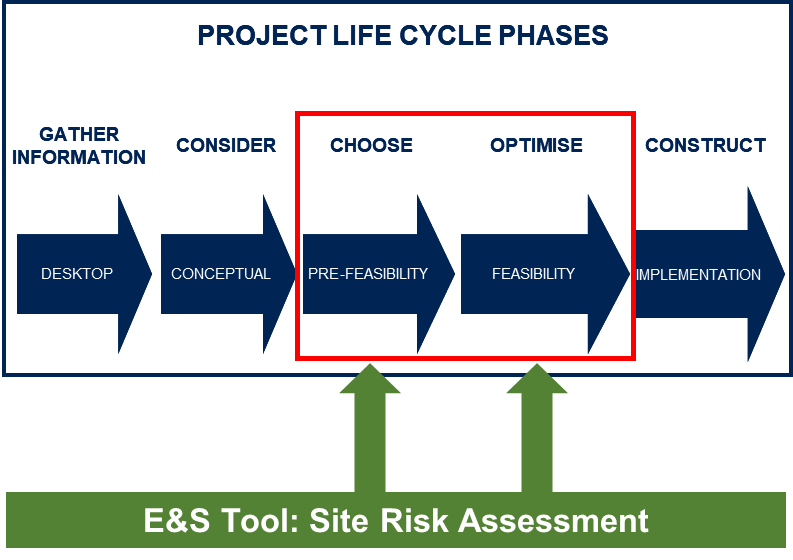 PROJECT LIFE CYCLE PHASES
GATHER
INFORMATION
CONSIDER
CHOOSE
OPTIMISE
CONSTRUCT
DESKTOP
CONCEPTUAL
PRE-FEASIBILITY
FEASIBILITY
IMPLEMENTATION
E&S Tool: Site Risk Assessment